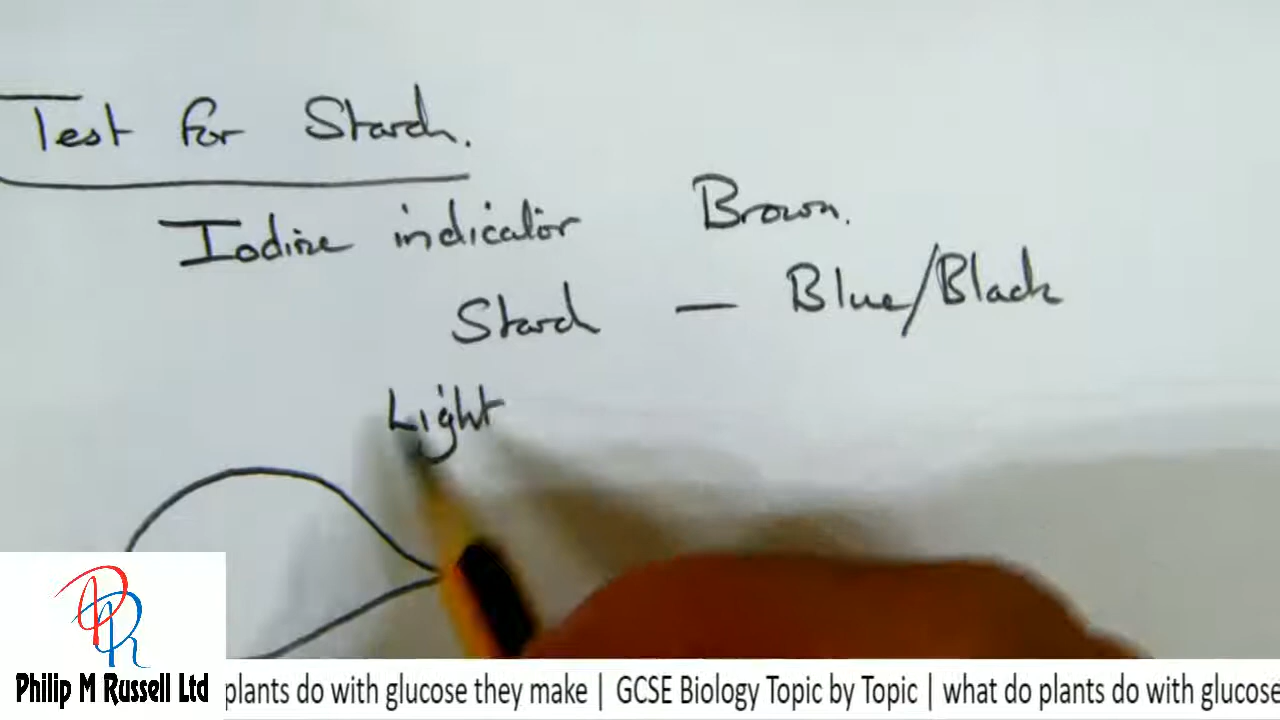 Test for Starch.
Iodine indicator Brown.
Starch – Blue/Black
Light
Philip M Russell Ltd
plants do with glucose they make | GCSE Biology Topic by Topic | what do plants do with glucose